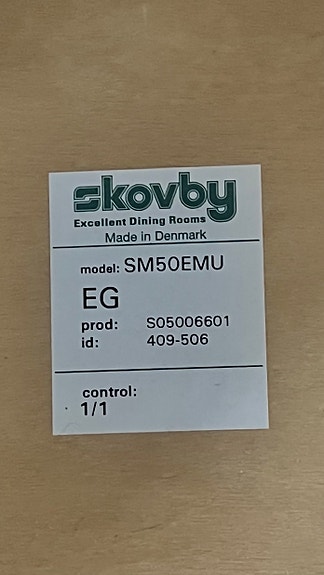 skovby
Excellent Dining Rooms
Made in Denmark
model: SM50EMU
EG
prod: S05006601
id: 409-506
control:
1/1